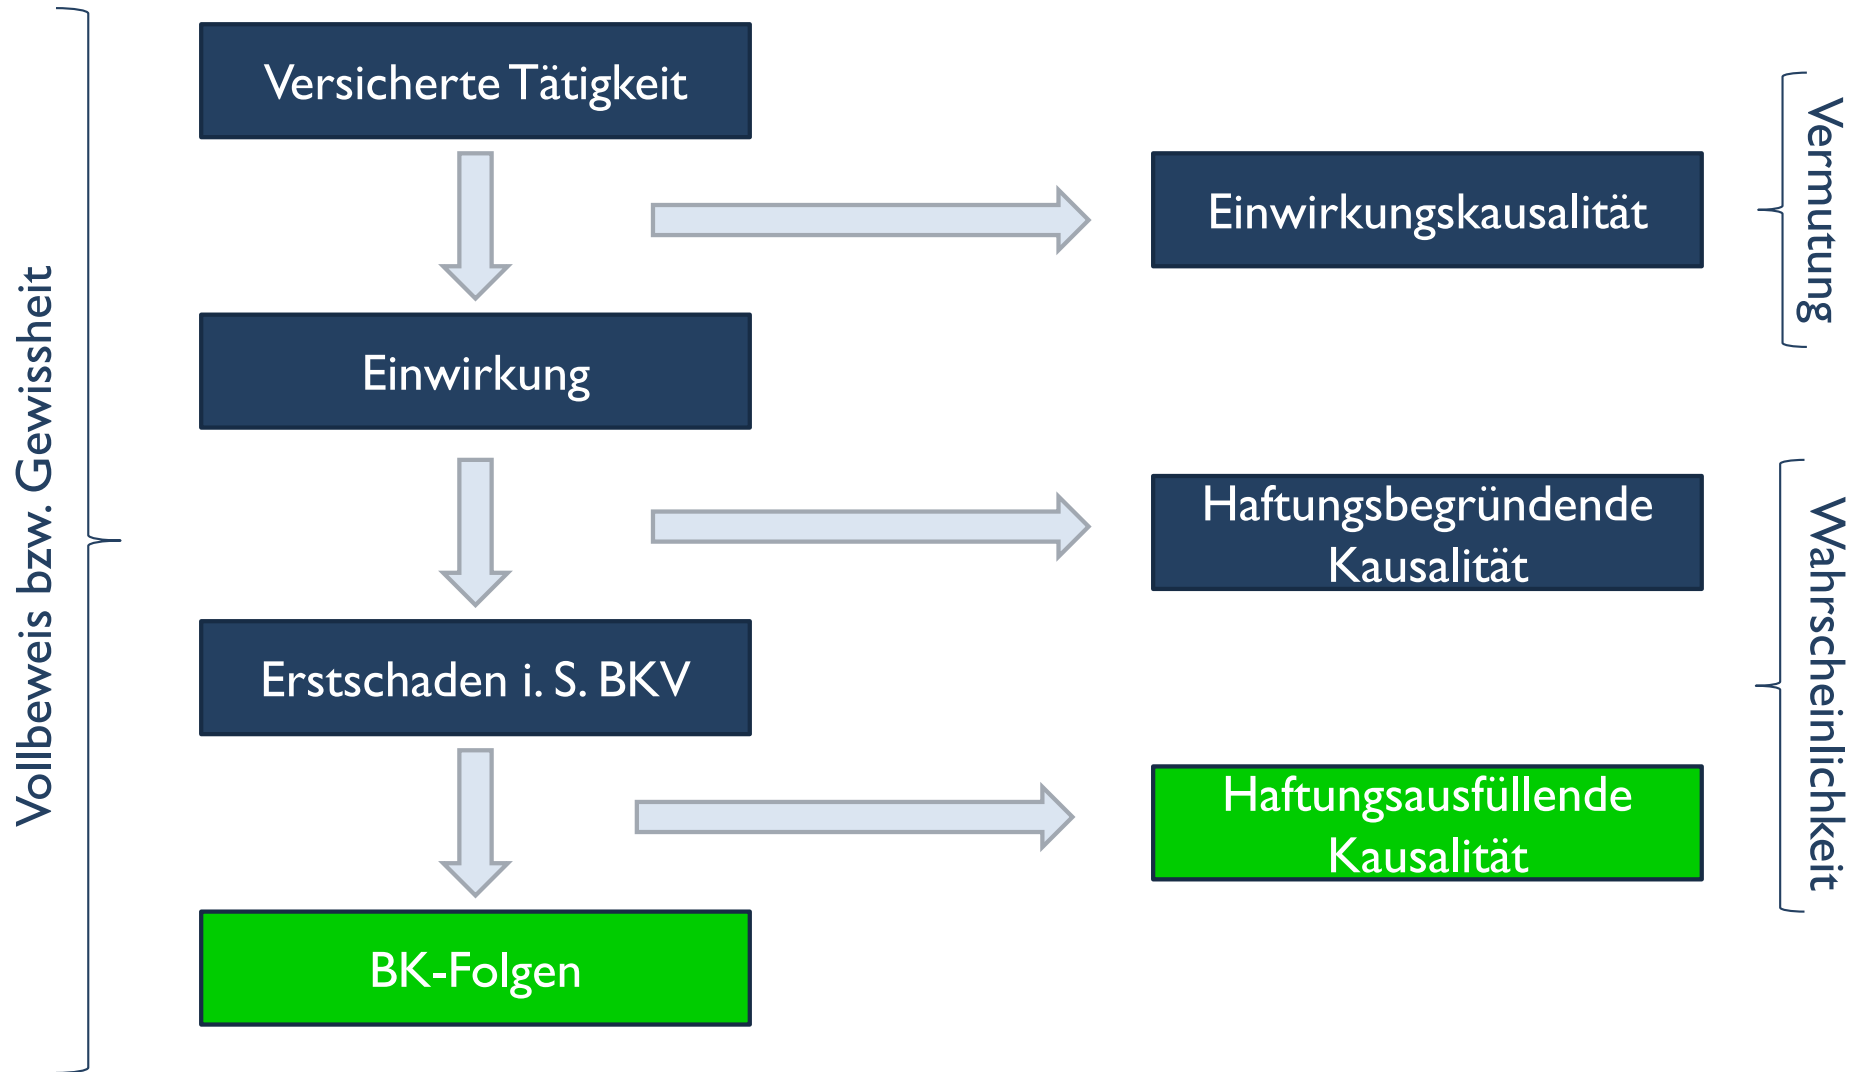 Vollbeweis bzw. Gewissheit
Versicherte Tätigkeit
Einwirkungskausalität
Vermutung
Einwirkung
Haftungsbegründende
Kausalität
Erstschaden i. S. BKV
Haftungsausfüllende
Kausalität
Wahrscheinlichkeit
BK-Folgen